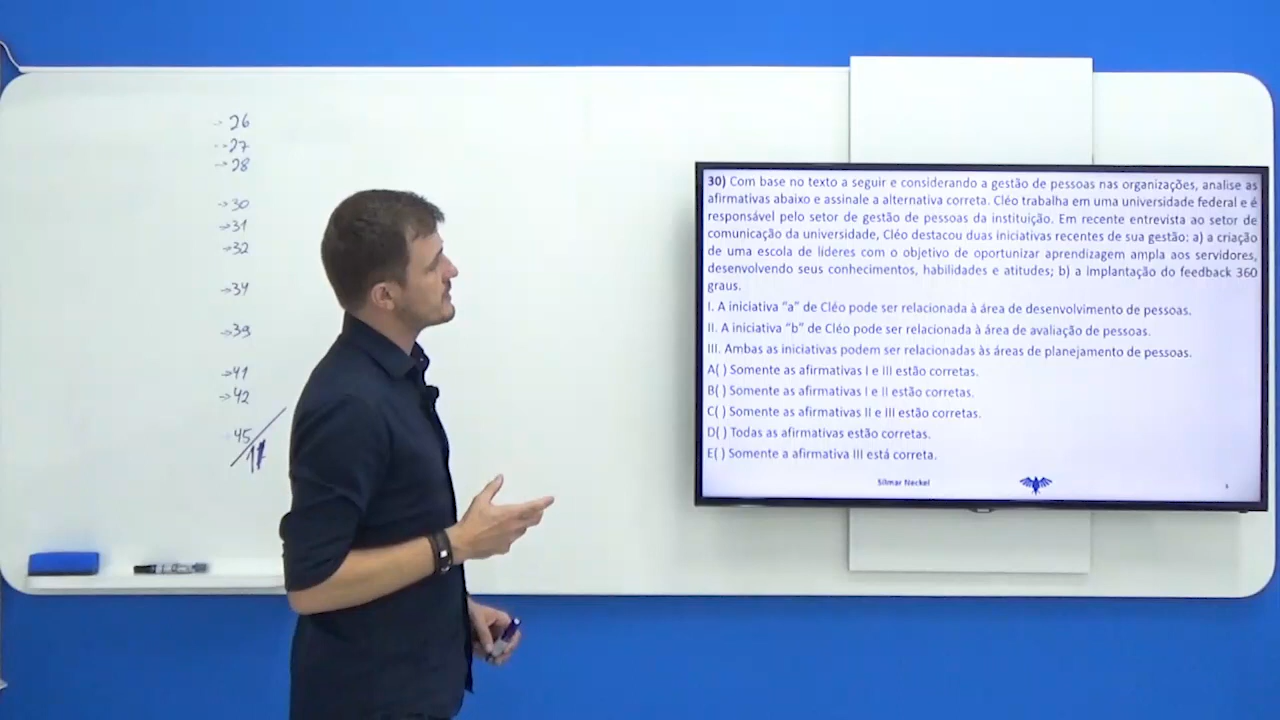 26
27
28
30
31
32
34
39
41
42
45
11
30) Com base no texto a seguir e considerando a gestão de pessoas nas organizações, analise as
afirmativas abaixo e assinale a alternativa correta. Cléo trabalha em uma universidade federal e é
responsável pelo setor de gestão de pessoas da instituição. Em recente entrevista ao setor de
comunicação da universidade, Cléo destacou duas iniciativas recentes de sua gestão: a) a criação
de uma escola de líderes com o objetivo de oportunizar aprendizagem ampla aos servidores,
desenvolvendo seus conhecimentos, habilidades e atitudes; b) a implantação do feedback 360
graus.
I. A iniciativa “a” de Cléo pode ser relacionada à área de desenvolvimento de pessoas.
II. A iniciativa “b” de Cléo pode ser relacionada à área de avaliação de pessoas.
III. Ambas as iniciativas podem ser relacionadas às áreas de planejamento de pessoas.
A( ) Somente as afirmativas I e III estão corretas.
B( ) Somente as afirmativas I e II estão corretas.
C( ) Somente as afirmativas II e III estão corretas.
D( ) Todas as afirmativas estão corretas.
E( ) Somente a afirmativa III está correta.
Silmar Neckel